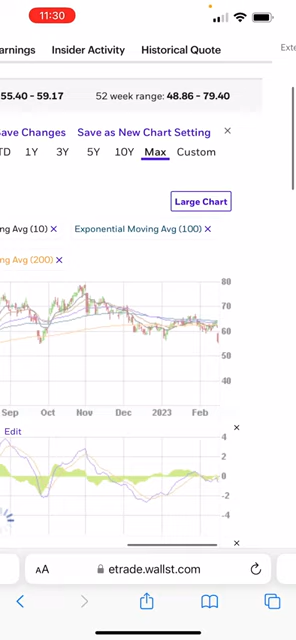 11:30
arnings Insider Activity Historical Quote
Exte
55.40 - 59.17 52 week range: 48.86 - 79.40
ave Changes Save as New Chart Setting ×
TD 1Y 3Y 5Y 10Y Max Custom
Large Chart
ng Avg (10) × Exponential Moving Avg (100) ×
ng Avg (200) ×
80
70
60
50
40
Sep Oct Nov Dec 2023 Feb
×
Edit
4
2
0
-2
-4
×
AA etrade.wallst.com